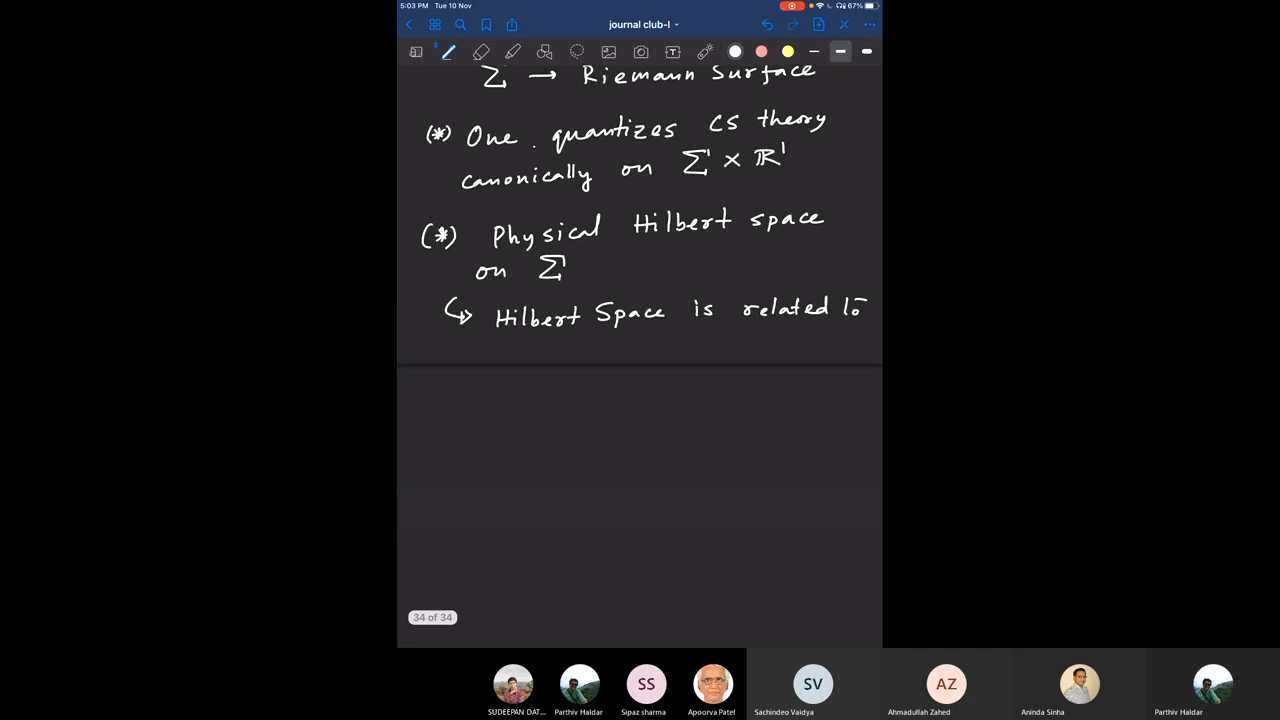 5:03 PM Tue 10 Nov
67%
journal club-I
Σ → Riemann Surface
(*) One quantizes CS theory
canonically on Σ × ℝ¹
(*) Physical Hilbert space
on Σ
↳ Hilbert Space is related to
34 of 34
SS
SV
AZ
SUDEEPAN DAT...
Parthiv Haldar
Sipaz sharma
Apoorva Patel
Sachindeo Vaidya
Ahmadullah Zahed
Aninda Sinha
Parthiv Haldar